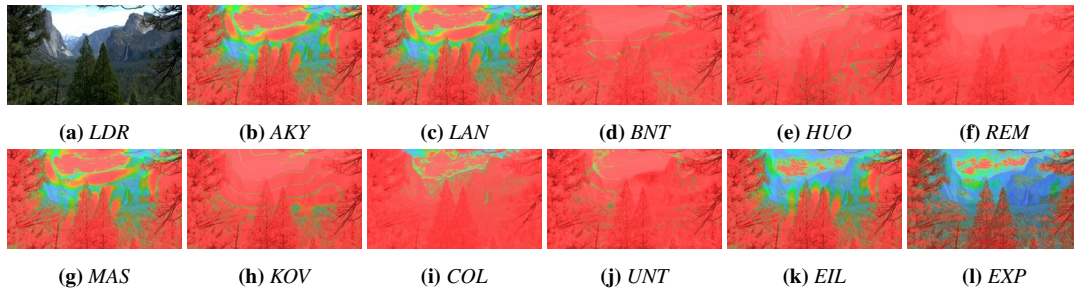 (a) LDR (b) AKY (c) LAN (d) BNT (e) HUO (f) REM
(g) MAS (h) KOV (i) COL (j) UNT (k) EIL (l) EXP